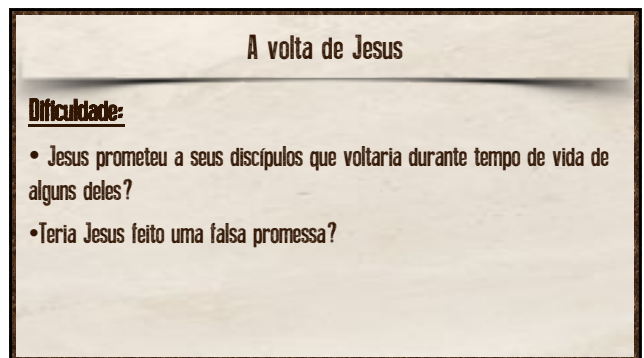 A volta de Jesus
Dificuldade:
• Jesus prometeu a seus discípulos que voltaria durante tempo de vida de
alguns deles?
•Teria Jesus feito uma falsa promessa?